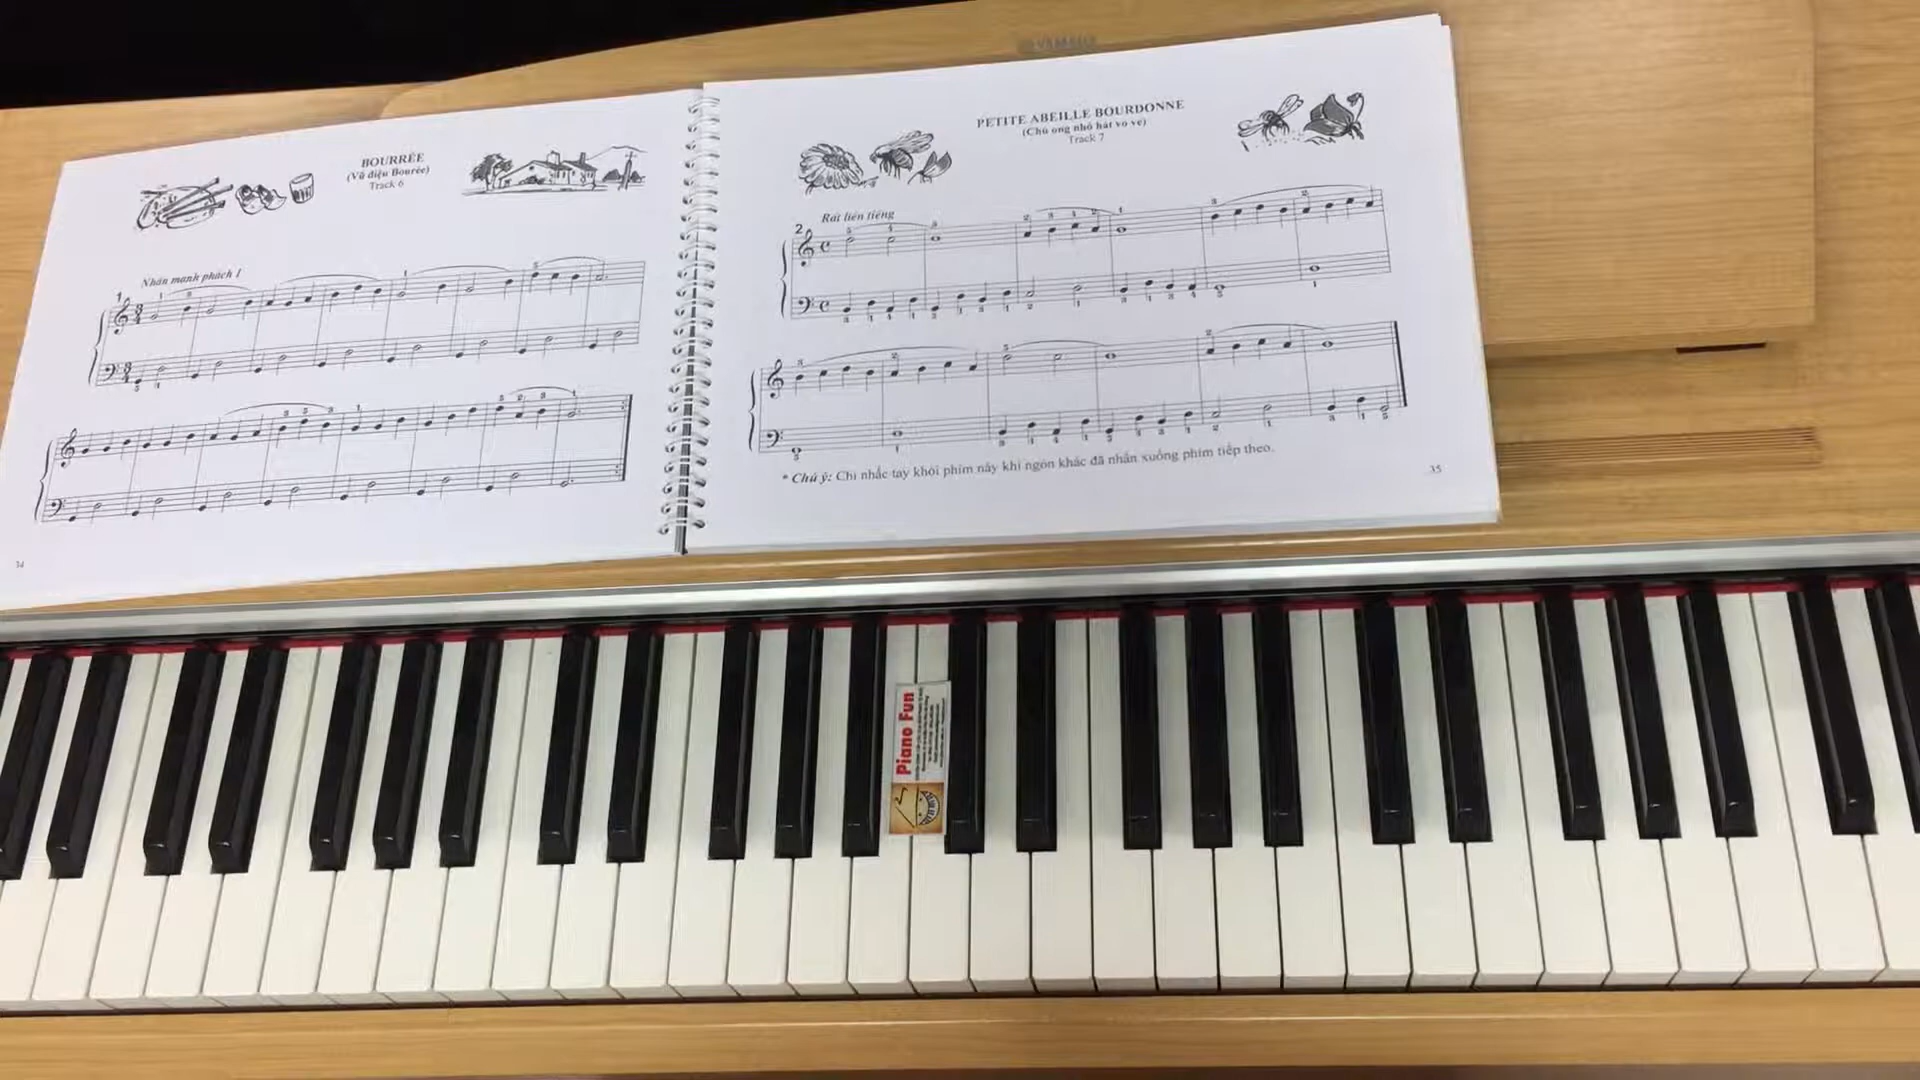 YAMAHA
BOURRÉE
(Vũ điệu Bourée)
Track 6
Nhấn mạnh phách 1
34
PETITE ABEILLE BOURDONNE
(Chú ong nhỏ hát vo ve)
Track 7
Rất liền tiếng
* Chú ý: Chỉ nhấc tay khỏi phím này khi ngón khác đã nhấn xuống phím tiếp theo.
35
Piano Fun